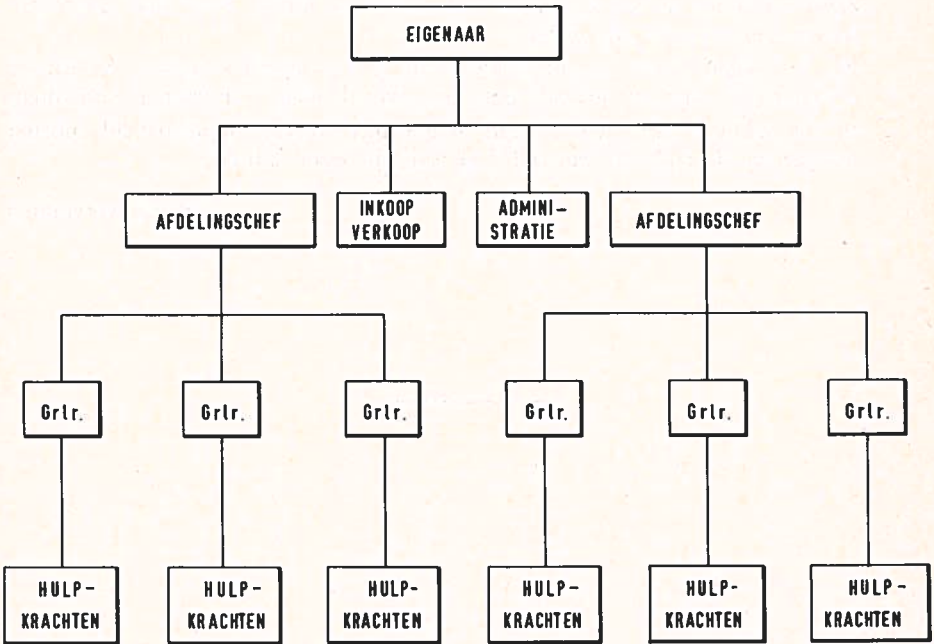 EIGENAAR
AFDELINGSCHEF
INKOOP
VERKOOP
ADMINI-
STRATIE
AFDELINGSCHEF
Grlr.
Grlr.
Grlr.
Grlr.
Grlr.
Grlr.
HULP-
KRACHTEN
HULP-
KRACHTEN
HULP-
KRACHTEN
HULP-
KRACHTEN
HULP-
KRACHTEN
HULP-
KRACHTEN